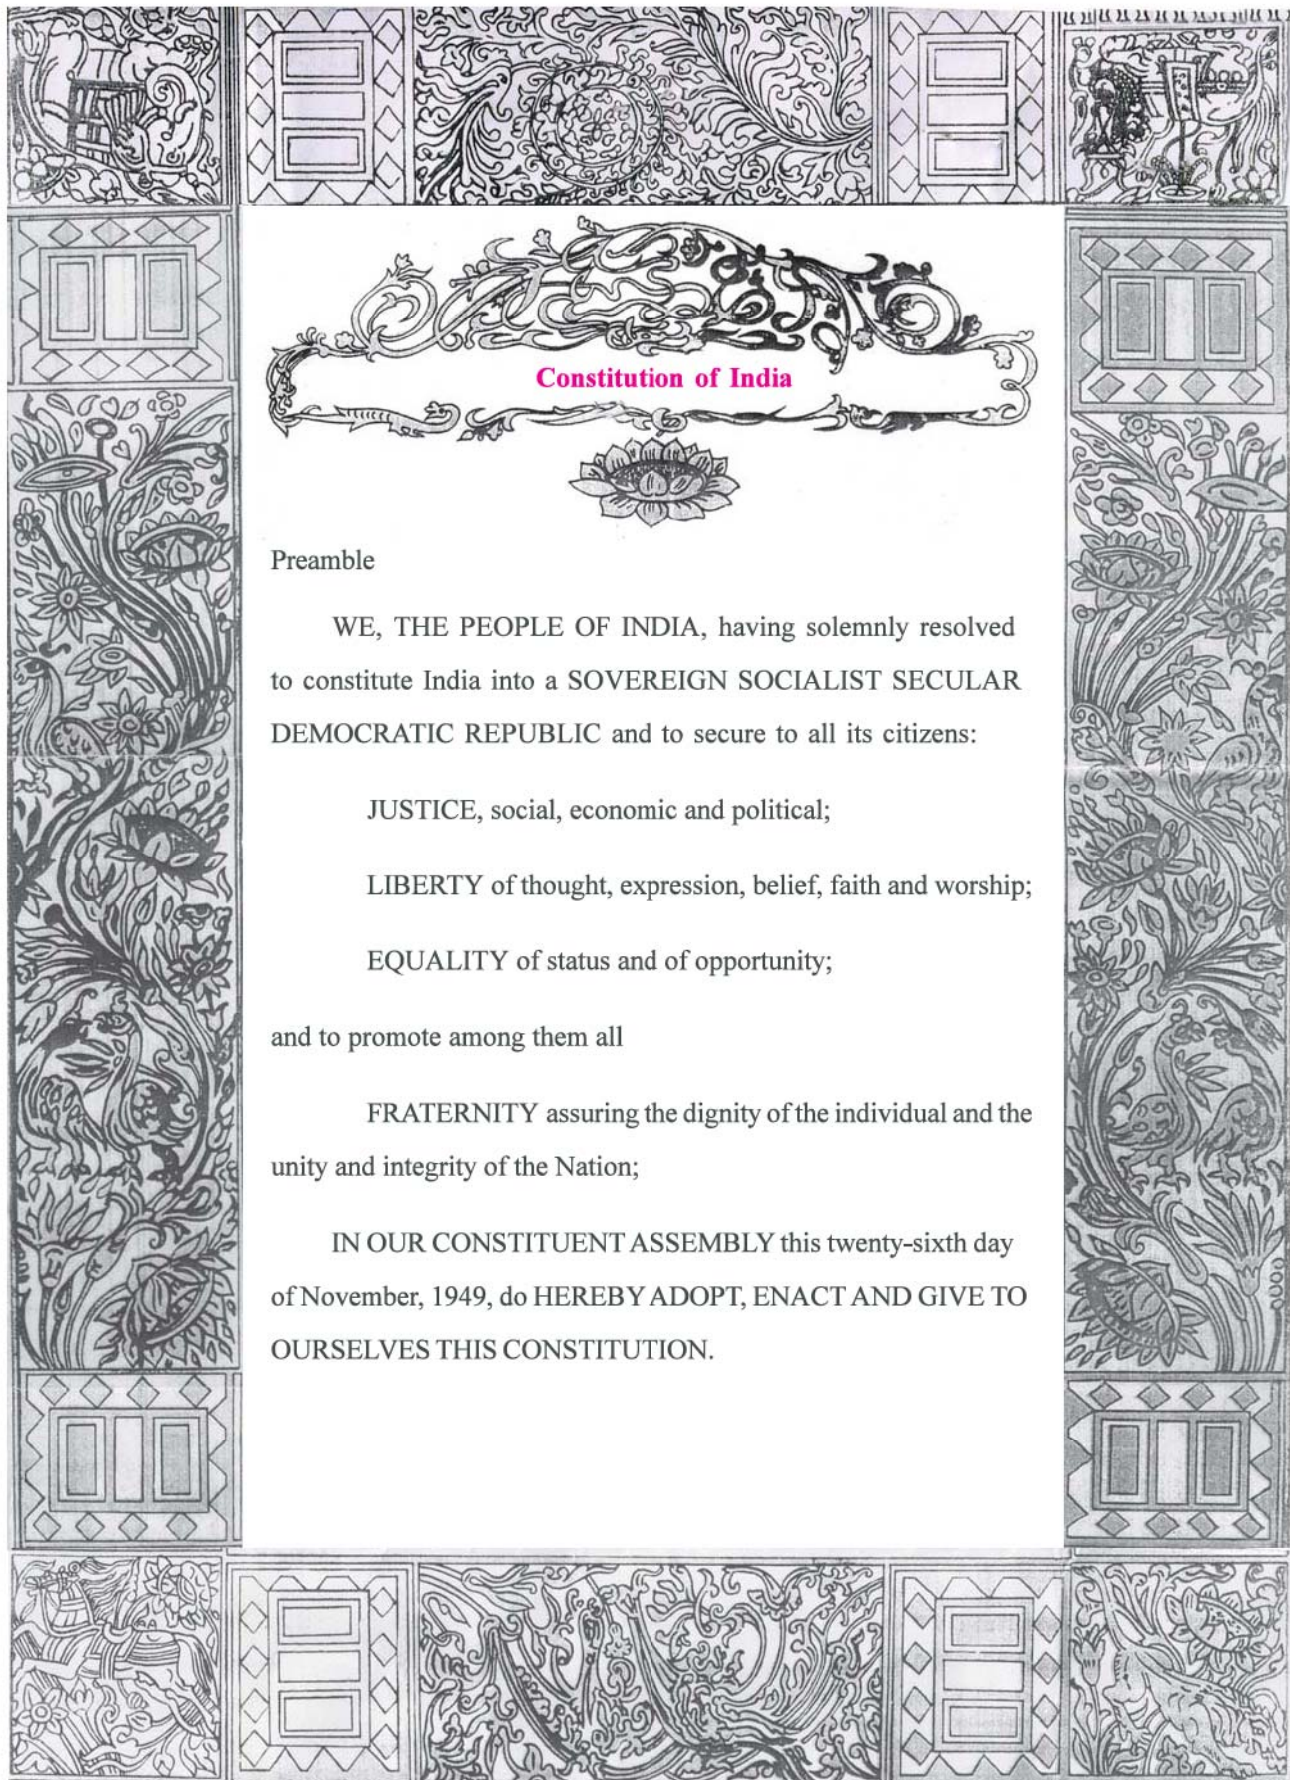 Constitution of India
Preamble
WE, THE PEOPLE OF INDIA, having solemnly resolved
to constitute India into a SOVEREIGN SOCIALIST SECULAR
DEMOCRATIC REPUBLIC and to secure to all its citizens:
JUSTICE, social, economic and political;
LIBERTY of thought, expression, belief, faith and worship;
EQUALITY of status and of opportunity;
and to promote among them all
FRATERNITY assuring the dignity of the individual and the
unity and integrity of the Nation;
IN OUR CONSTITUENT ASSEMBLY this twenty-sixth day
of November, 1949, do HEREBY ADOPT, ENACT AND GIVE TO
OURSELVES THIS CONSTITUTION.